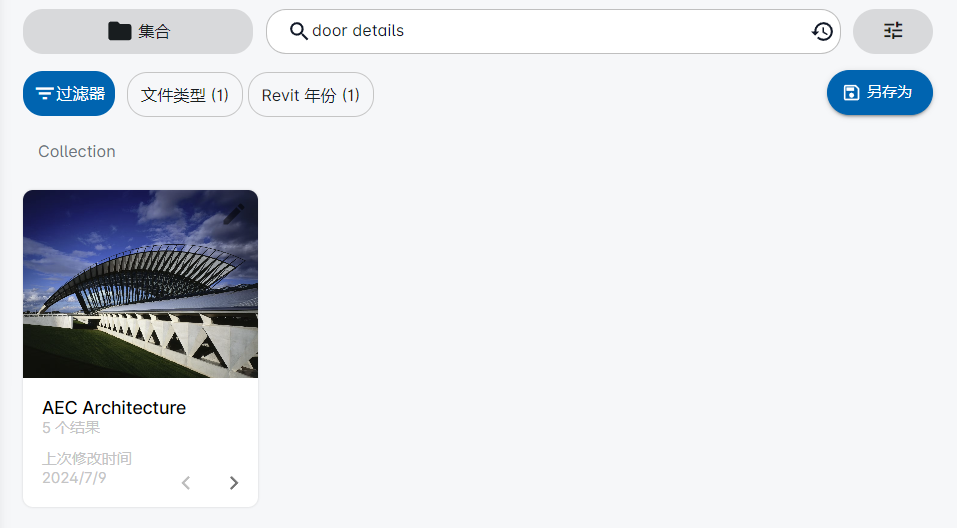 集合
door details
过滤器
文件类型 (1)
Revit 年份 (1)
另存为
Collection
AEC Architecture
5 个结果
上次修改时间
2024/7/9